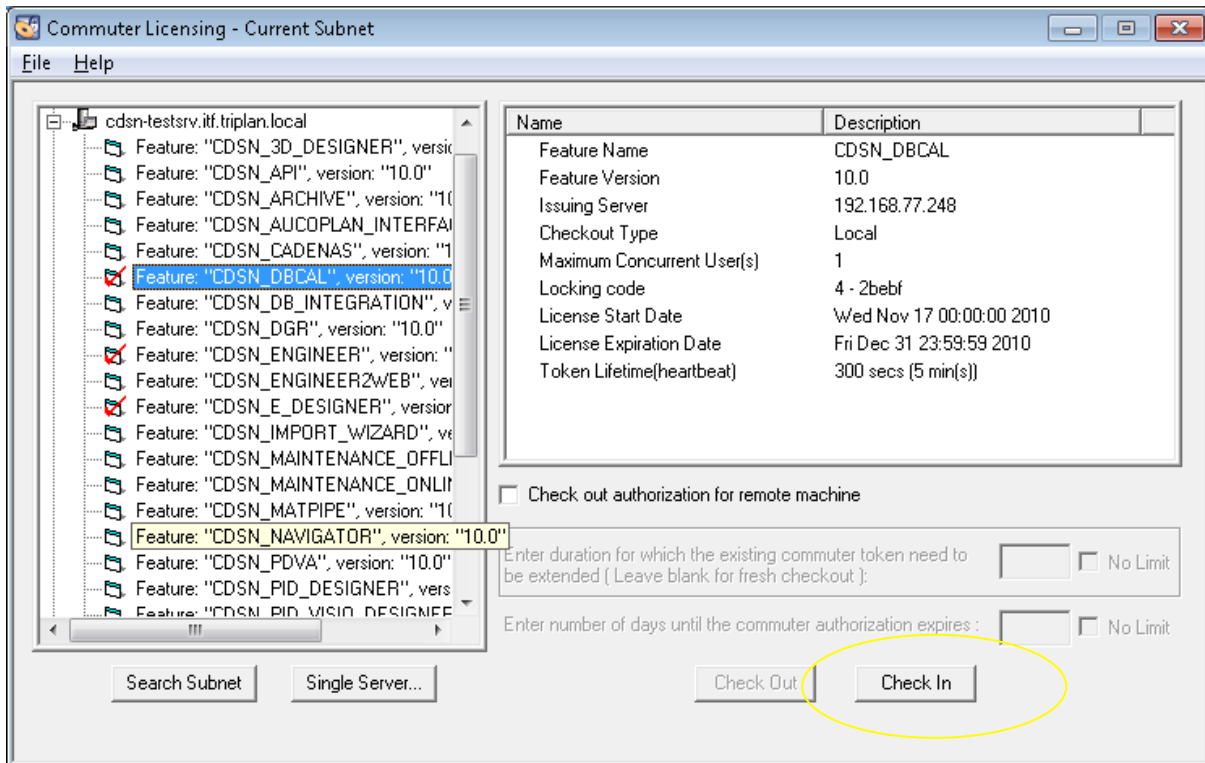 Commuter Licensing - Current Subnet
File Help
cdsn-testsrv.itf.triplan.local
Feature: "CDSN_3D_DESIGNER", versio
Feature: "CDSN_API", version: "10.0"
Feature: "CDSN_ARCHIVE", version: "10
Feature: "CDSN_AUCOPLAN_INTERFA
Feature: "CDSN_CADENAS", version: "1
Feature: "CDSN_DBCAL", version: "10.0
Feature: "CDSN_DB_INTEGRATION", v
Feature: "CDSN_DGR", version: "10.0"
Feature: "CDSN_ENGINEER", version: "
Feature: "CDSN_ENGINEER2WEB", ver
Feature: "CDSN_E_DESIGNER", version
Feature: "CDSN_IMPORT_WIZARD", ve
Feature: "CDSN_MAINTENANCE_OFFLI
Feature: "CDSN_MAINTENANCE_ONLIN
Feature: "CDSN_MATPIPE", version: "10
Feature: "CDSN_NAVIGATOR", version: "10.0"
Feature: "CDSN_PDVA", version: "10.0"
Feature: "CDSN_PID_DESIGNER", vers
Feature: "CDSN_PID_VISIO_DESIGNER
Search Subnet Single Server...
Name Description
Feature Name CDSN_DBCAL
Feature Version 10.0
Issuing Server 192.168.77.248
Checkout Type Local
Maximum Concurrent User(s) 1
Locking code 4 - 2bebf
License Start Date Wed Nov 17 00:00:00 2010
License Expiration Date Fri Dec 31 23:59:59 2010
Token Lifetime(heartbeat) 300 secs (5 min(s))
Check out authorization for remote machine
Enter duration for which the existing commuter token need to
be extended ( Leave blank for fresh checkout ): No Limit
Enter number of days until the commuter authorization expires : No Limit
Check Out Check In